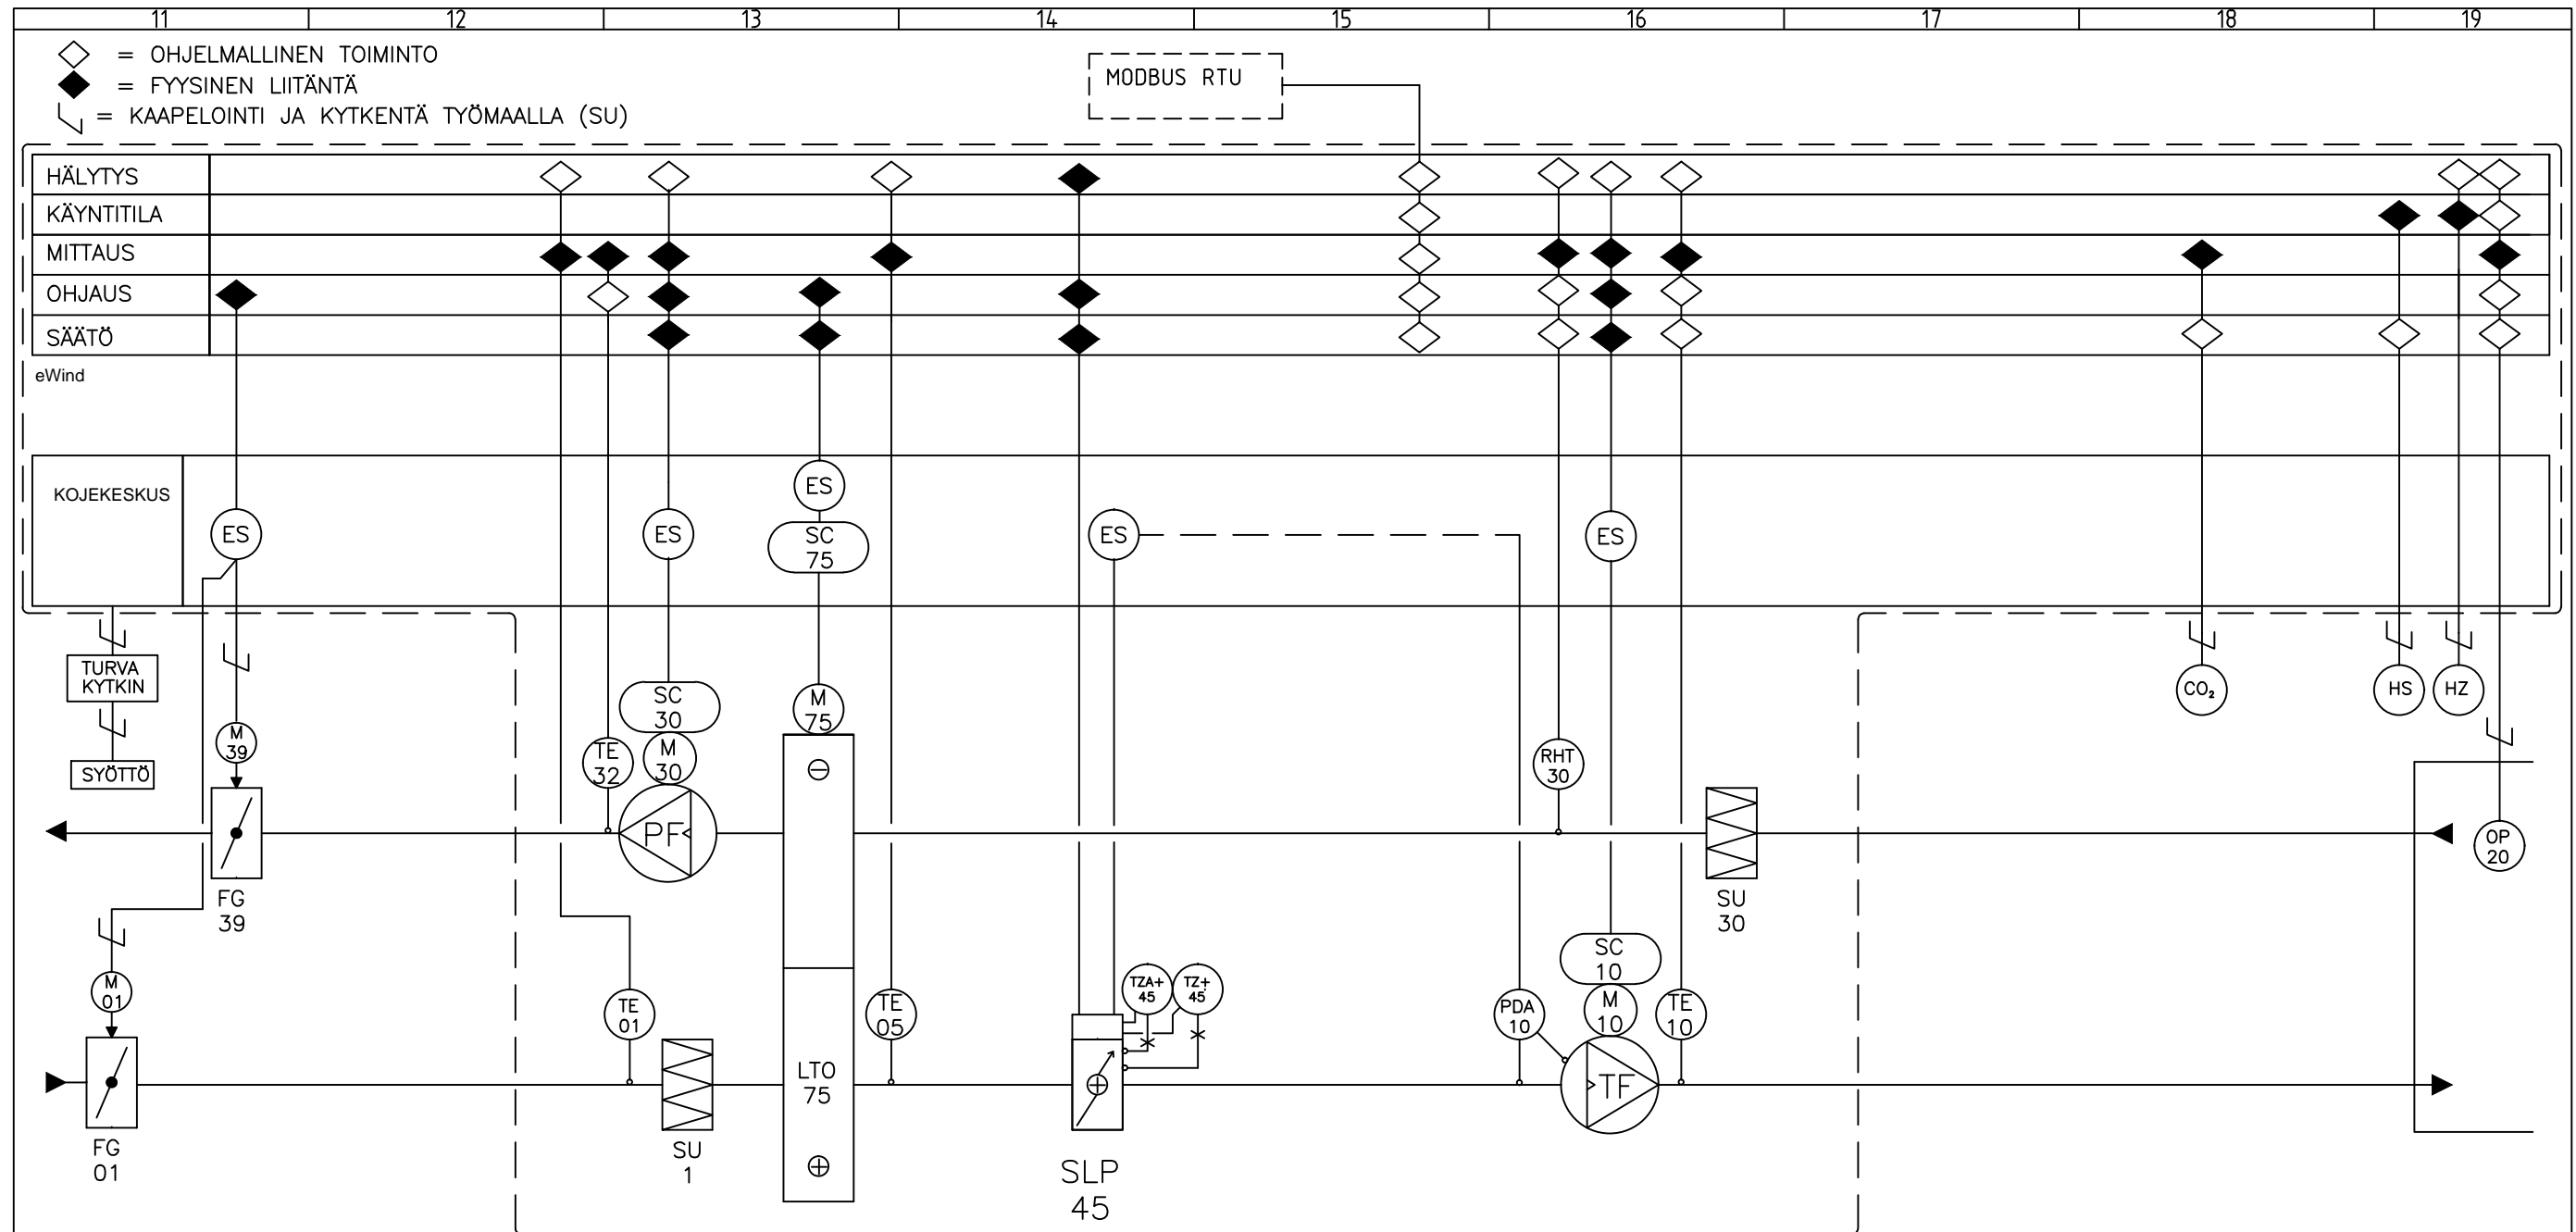 11 12 13 14 15 16 17 18 19
= OHJELMALLINEN TOIMINTO
= FYYSINEN LIITÄNTÄ
= KAAPELOINTI JA KYTKENTÄ TYÖMAALLA (SU)
MODBUS RTU
HÄLYTYS
KÄYNTITILA
MITTAUS
OHJAUS
SÄÄTÖ
eWind
KOJEKESKUS
ES
ES
ES
SC
75
ES
ES
TURVA
KYTKIN
SYÖTTÖ
M
39
TE
32
SC
30
M
30
M
75
RHT
30
CO₂
HS
HZ
PF
OP
20
FG
39
SU
30
M
01
TE
01
TE
05
TZA+
45
TZ+
45
PDA
10
SC
10
M
10
TE
10
LTO
75
TF
FG
01
SU
1
SLP
45